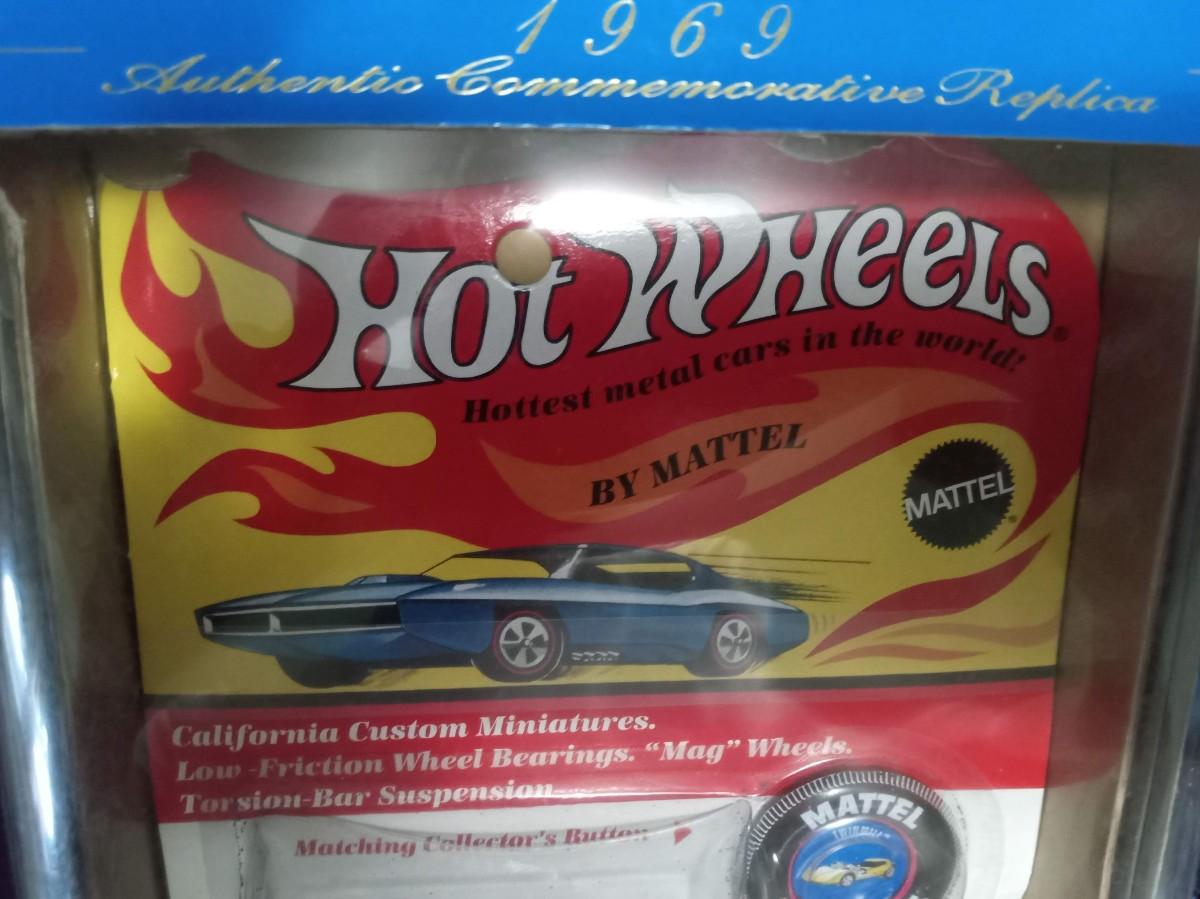 1969
Authentic Commemorative Replica
Hot Wheels®
Hottest metal cars in the world!
BY MATTEL
MATTEL
California Custom Miniatures.
Low-Friction Wheel Bearings. “Mag” Wheels.
Torsion-Bar Suspension
Matching Collector's Button
MATTEL